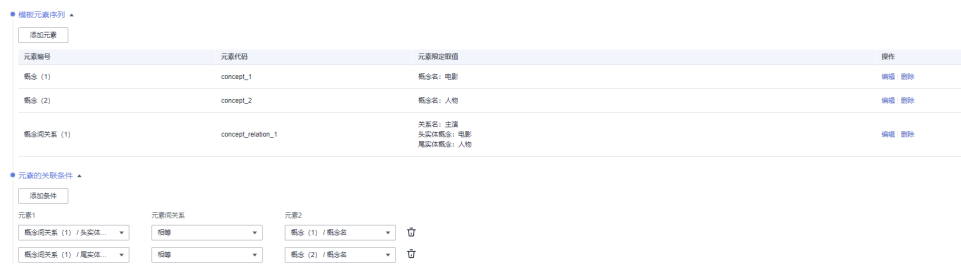 模板元素序列
添加元素
元素编号 元素代码 元素限定取值 操作
概念（1） concept_1 概念名：电影 编辑 删除
概念（2） concept_2 概念名：人物 编辑 删除
概念间关系（1） concept_relation_1 关系名：主演 编辑 删除
头实体概念：电影
尾实体概念：人物
元素的关联条件
添加条件
元素1 元素间关系 元素2
概念间关系（1）/ 头实体... 相等 概念（1）/ 概念名
概念间关系（1）/ 尾实体... 相等 概念（2）/ 概念名